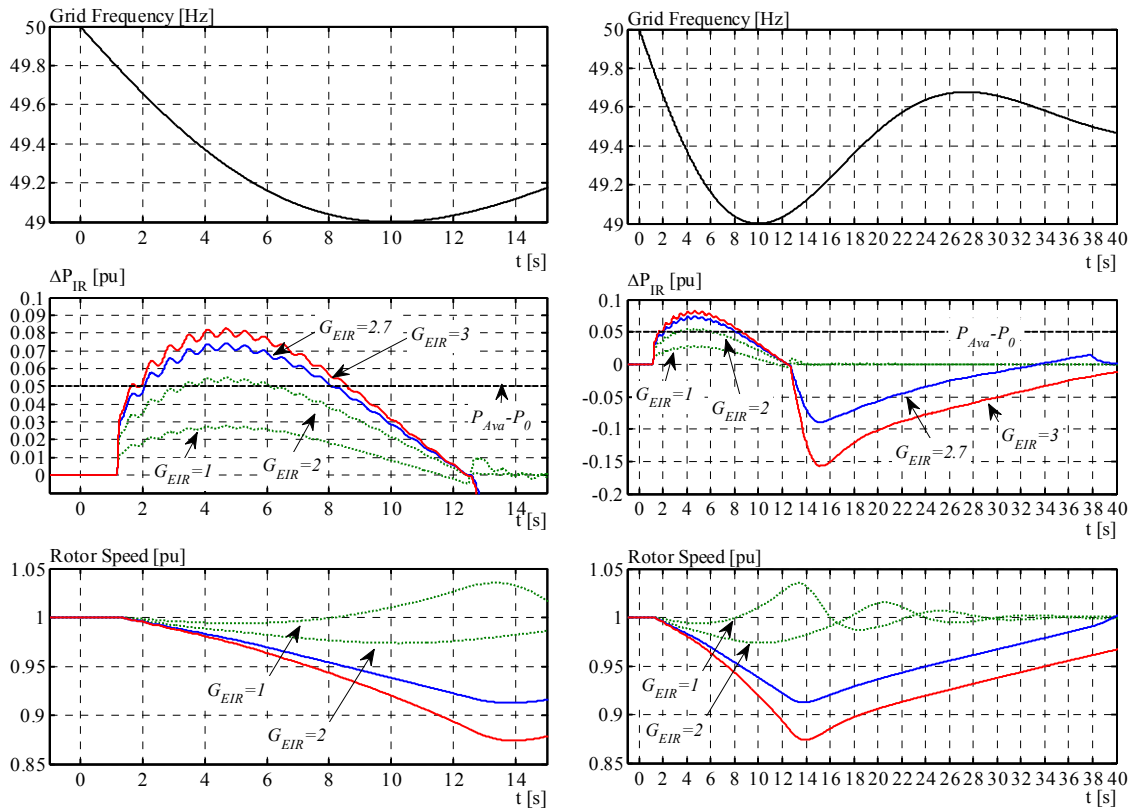 Grid Frequency [Hz]
50
49.8
49.6
49.4
49.2
49
0 2 4 6 8 10 12 14
t [s]
ΔP_IR [pu]
0.1
0.09
0.08
0.07
0.06
0.05
0.04
0.03
0.02
0.01
0
G_EIR=2.7
G_EIR=3
P_Ava-P_0
G_EIR=1
G_EIR=2
0 2 4 6 8 10 12 14
t [s]
Rotor Speed [pu]
1.05
1
0.95
0.9
0.85
G_EIR=1
G_EIR=2
0 2 4 6 8 10 12 14
t [s]
Grid Frequency [Hz]
50
49.8
49.6
49.4
49.2
49
0 2 4 6 8 10 12 14 16 18 20 22 24 26 28 30 32 34 36 38 40
t [s]
ΔP_IR [pu]
0.1
0.05
0
-0.05
-0.1
-0.15
-0.2
P_Ava-P_0
G_EIR=1
G_EIR=2
G_EIR=2.7
G_EIR=3
0 2 4 6 8 10 12 14 16 18 20 22 24 26 28 30 32 34 36 38 40
t [s]
Rotor Speed [pu]
1.05
1
0.95
0.9
0.85
G_EIR=1
G_EIR=2
0 2 4 6 8 10 12 14 16 18 20 22 24 26 28 30 32 34 36 38 40
t [s]